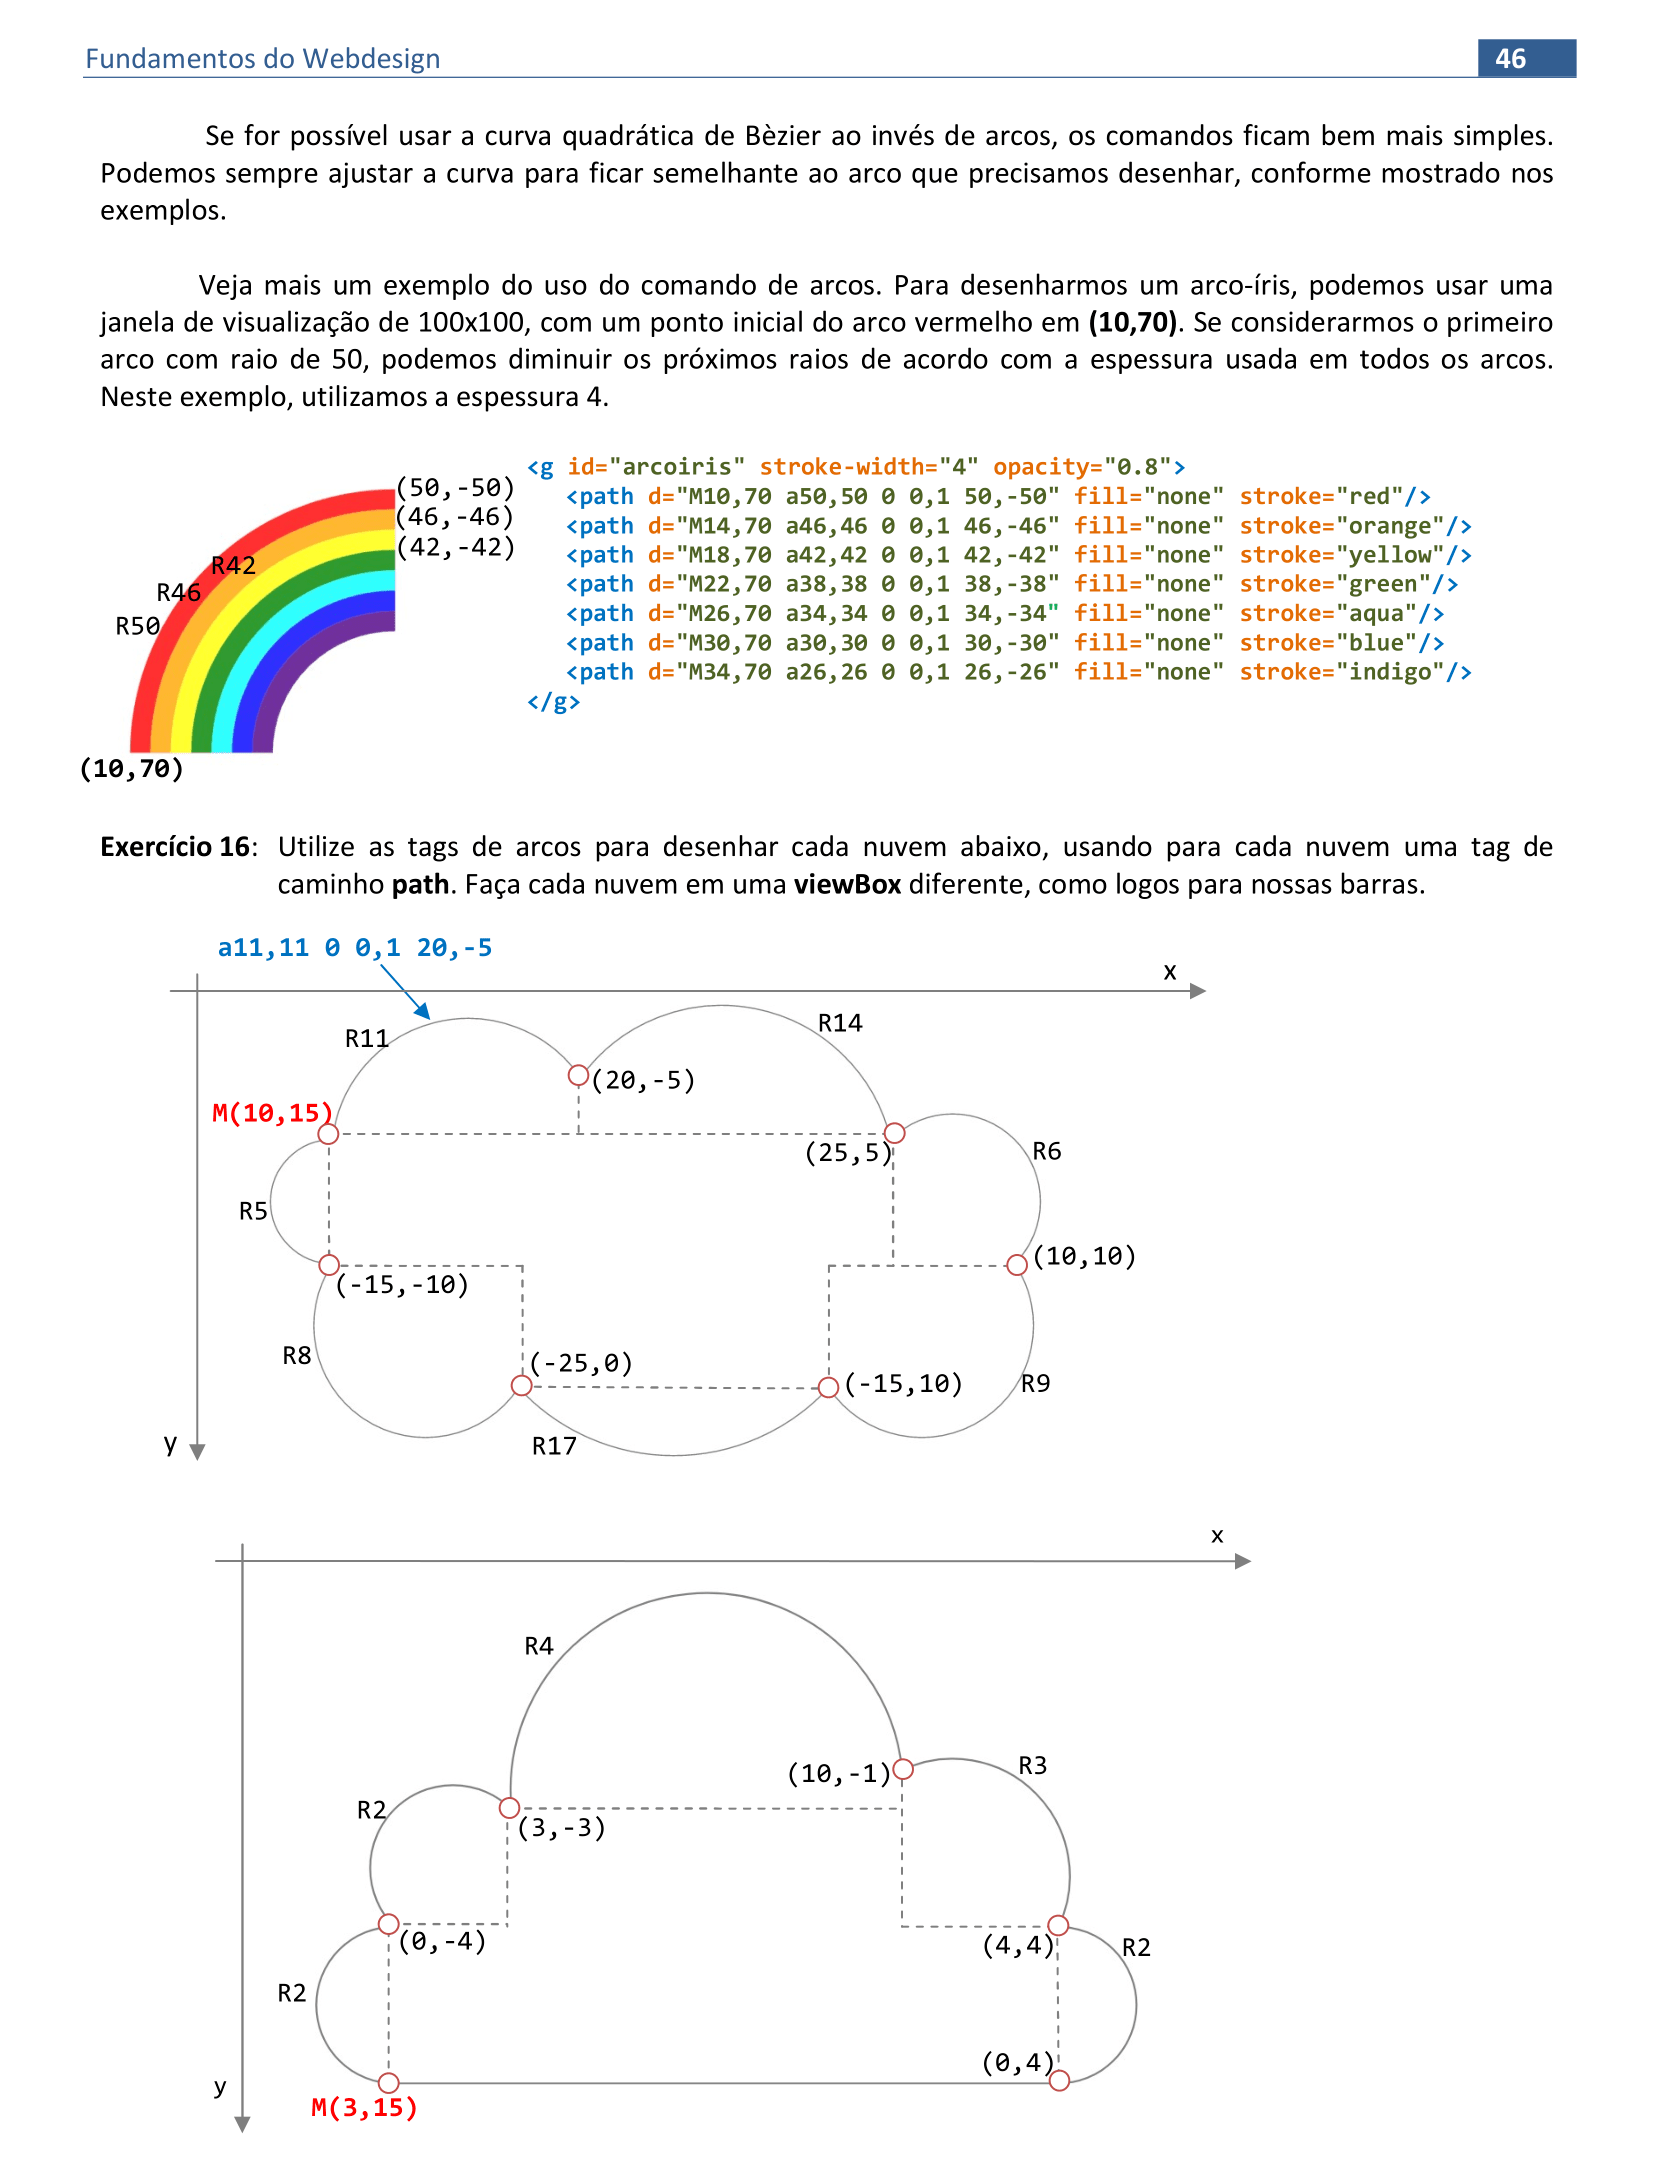 Fundamentos do Webdesign 46
Se for possível usar a curva quadrática de Bèzier ao invés de arcos, os comandos ficam bem mais simples.
Podemos sempre ajustar a curva para ficar semelhante ao arco que precisamos desenhar, conforme mostrado nos
exemplos.
Veja mais um exemplo do uso do comando de arcos. Para desenharmos um arco-íris, podemos usar uma
janela de visualização de 100x100, com um ponto inicial do arco vermelho em (10,70). Se considerarmos o primeiro
arco com raio de 50, podemos diminuir os próximos raios de acordo com a espessura usada em todos os arcos.
Neste exemplo, utilizamos a espessura 4.
(50,-50)
(46,-46)
(42,-42)
R42
R46
R50
(10,70)
<g id="arcoiris" stroke-width="4" opacity="0.8">
<path d="M10,70 a50,50 0 0,1 50,-50" fill="none" stroke="red"/>
<path d="M14,70 a46,46 0 0,1 46,-46" fill="none" stroke="orange"/>
<path d="M18,70 a42,42 0 0,1 42,-42" fill="none" stroke="yellow"/>
<path d="M22,70 a38,38 0 0,1 38,-38" fill="none" stroke="green"/>
<path d="M26,70 a34,34 0 0,1 34,-34" fill="none" stroke="aqua"/>
<path d="M30,70 a30,30 0 0,1 30,-30" fill="none" stroke="blue"/>
<path d="M34,70 a26,26 0 0,1 26,-26" fill="none" stroke="indigo"/>
</g>
Exercício 16: Utilize as tags de arcos para desenhar cada nuvem abaixo, usando para cada nuvem uma tag de
caminho path. Faça cada nuvem em uma viewBox diferente, como logos para nossas barras.
a11,11 0 0,1 20,-5
x
R11
R14
(20,-5)
M(10,15)
(25,5)
R6
R5
(10,10)
(-15,-10)
R8
(-25,0)
(-15,10)
R9
R17
y
x
R4
(10,-1)
R3
R2
(3,-3)
(0,-4)
(4,4)
R2
R2
(0,4)
y
M(3,15)